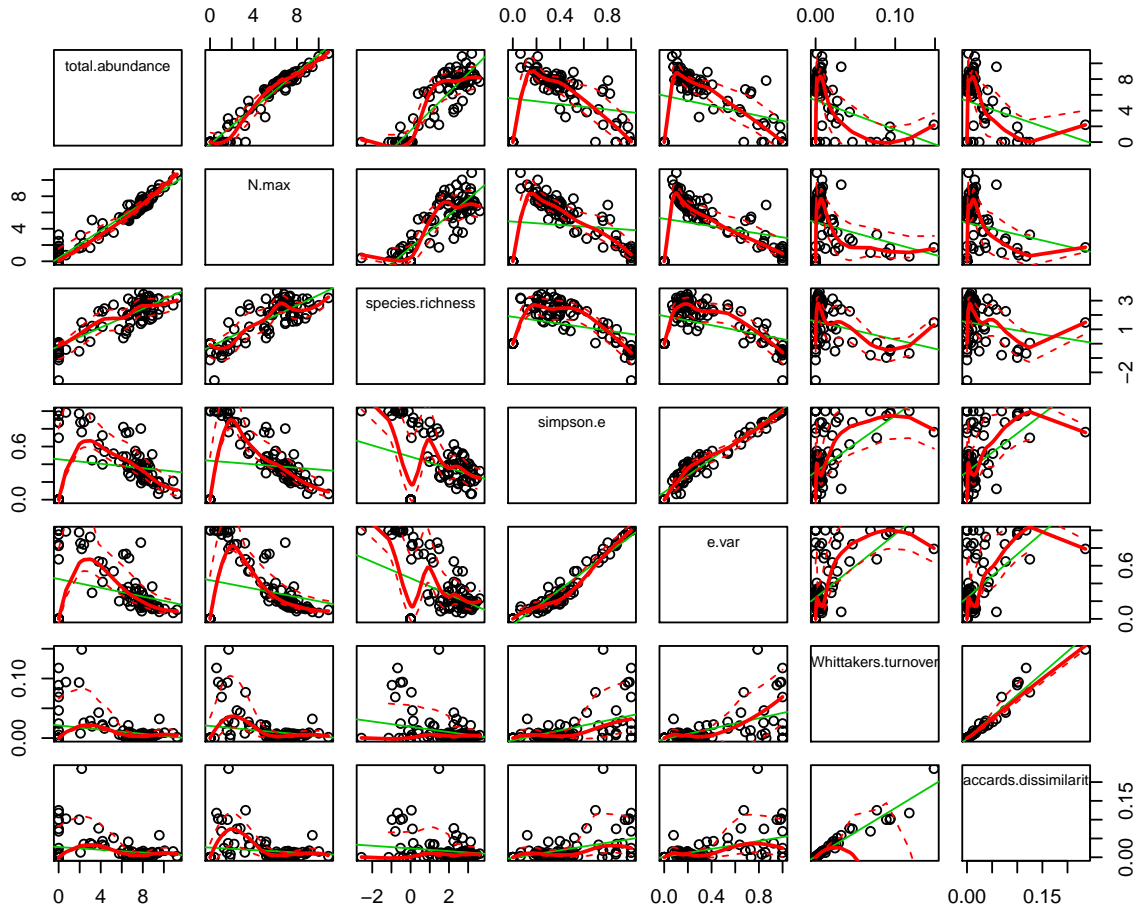 0 4 8 0.0 0.4 0.8 0.00 0.10
total.abundance
0 4 8
N.max
0 4 8
species.richness
−2 1 3
simpson.e
0.0 0.6
e.var
0.0 0.6
Whittakers.turnover
0.00 0.10
accards.dissimilarit
0.00 0.15
0 4 8 −2 0 2 0.0 0.4 0.8 0.00 0.15